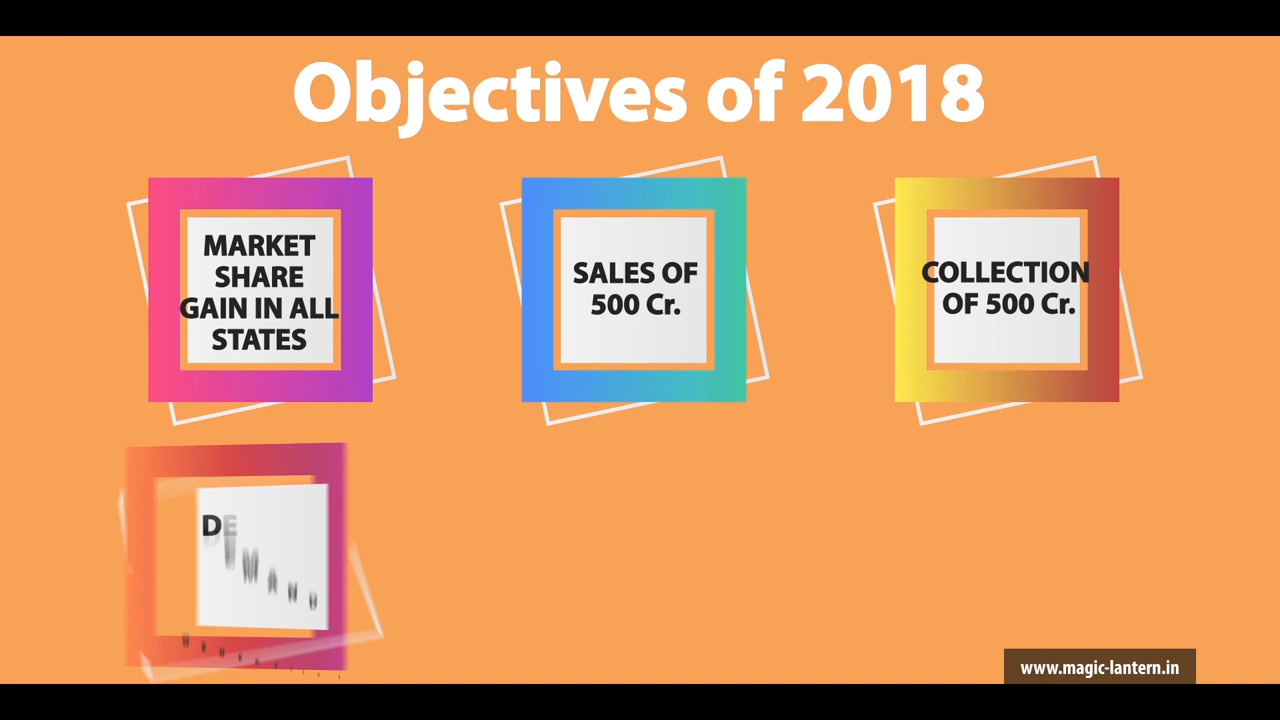 Objectives of 2018
MARKET
SHARE
GAIN IN ALL
STATES
SALES OF
500 Cr.
COLLECTION
OF 500 Cr.
DEMAND
www.magic-lantern.in